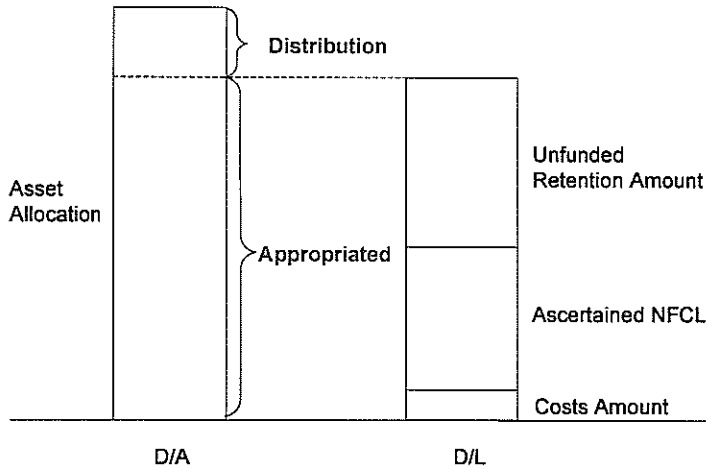 Distribution
Unfunded
Retention Amount
Asset
Allocation
Appropriated
Ascertained NFCL
Costs Amount
D/A
D/L